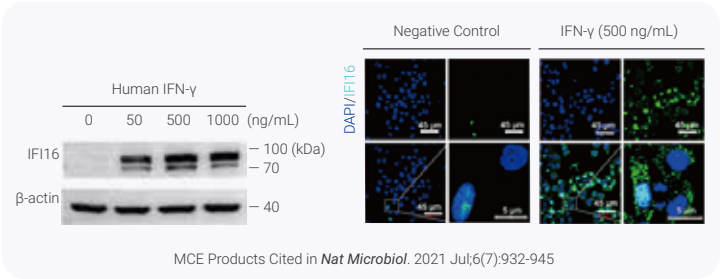 Human IFN-γ
0 50 500 1000 (ng/mL)
IFI16
100 (kDa)
70
β-actin
40
Negative Control
IFN-γ (500 ng/mL)
DAPI/IFI16
45 μm
45 μm
45 μm
45 μm
45 μm
5 μm
45 μm
5 μm
MCE Products Cited in Nat Microbiol. 2021 Jul;6(7):932-945